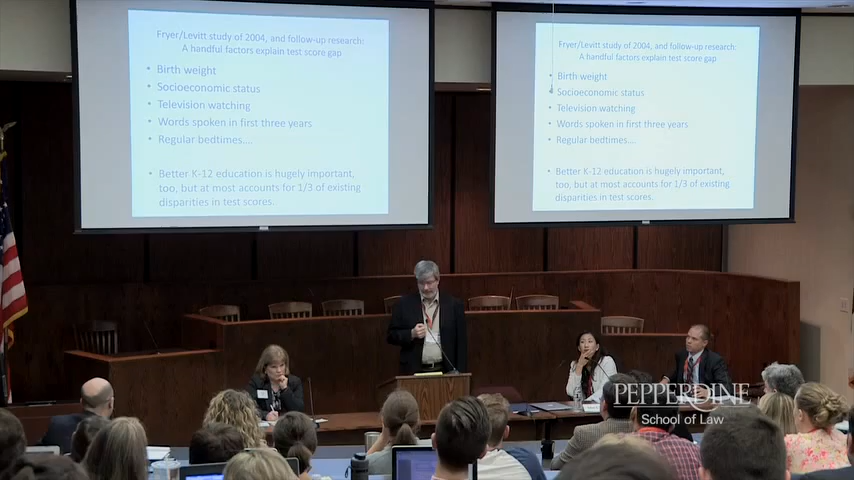 Fryer/Levitt study of 2004, and follow-up research:
A handful factors explain test score gap
• Birth weight
• Socioeconomic status
• Television watching
• Words spoken in first three years
• Regular bedtimes....
• Better K-12 education is hugely important,
too, but at most accounts for 1/3 of existing
disparities in test scores.
Fryer/Levitt study of 2004, and follow-up research:
A handful factors explain test score gap
• Birth weight
• Socioeconomic status
• Television watching
• Words spoken in first three years
• Regular bedtimes....
• Better K-12 education is hugely important,
too, but at most accounts for 1/3 of existing
disparities in test scores.
PEPPERDINE
School of Law